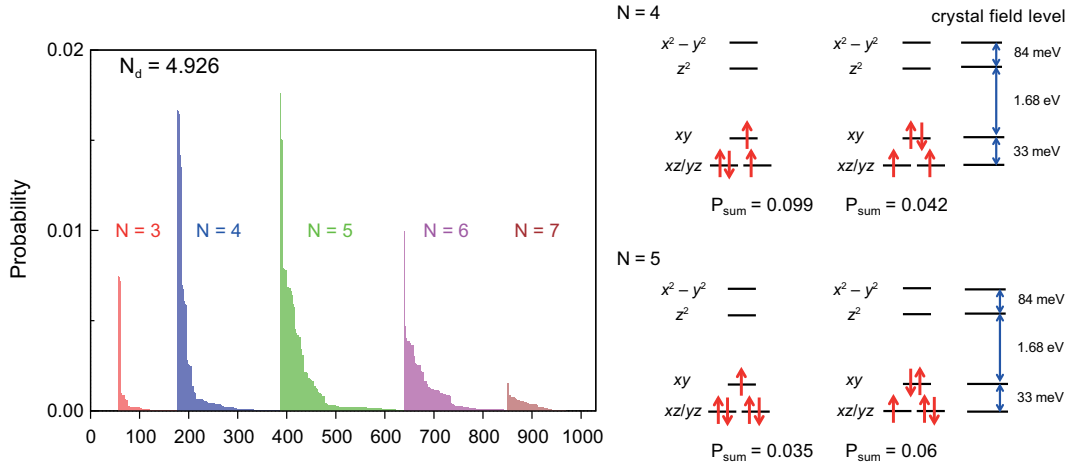 N_d = 4.926
0.02
0.01
0.00
Probability
N = 3
N = 4
N = 5
N = 6
N = 7
0 100 200 300 400 500 600 700 800 900 1000
N = 4
crystal field level
x² – y²
x² – y²
84 meV
z²
z²
1.68 eV
xy
xy
33 meV
xz/yz
xz/yz
P_sum = 0.099
P_sum = 0.042
N = 5
x² – y²
x² – y²
84 meV
z²
z²
1.68 eV
xy
xy
33 meV
xz/yz
xz/yz
P_sum = 0.035
P_sum = 0.06